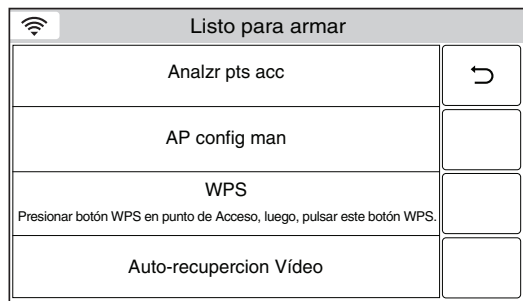 Listo para armar
Analzr pts acc
AP config man
WPS
Presionar botón WPS en punto de Acceso, luego, pulsar este botón WPS.
Auto-recupercion Vídeo